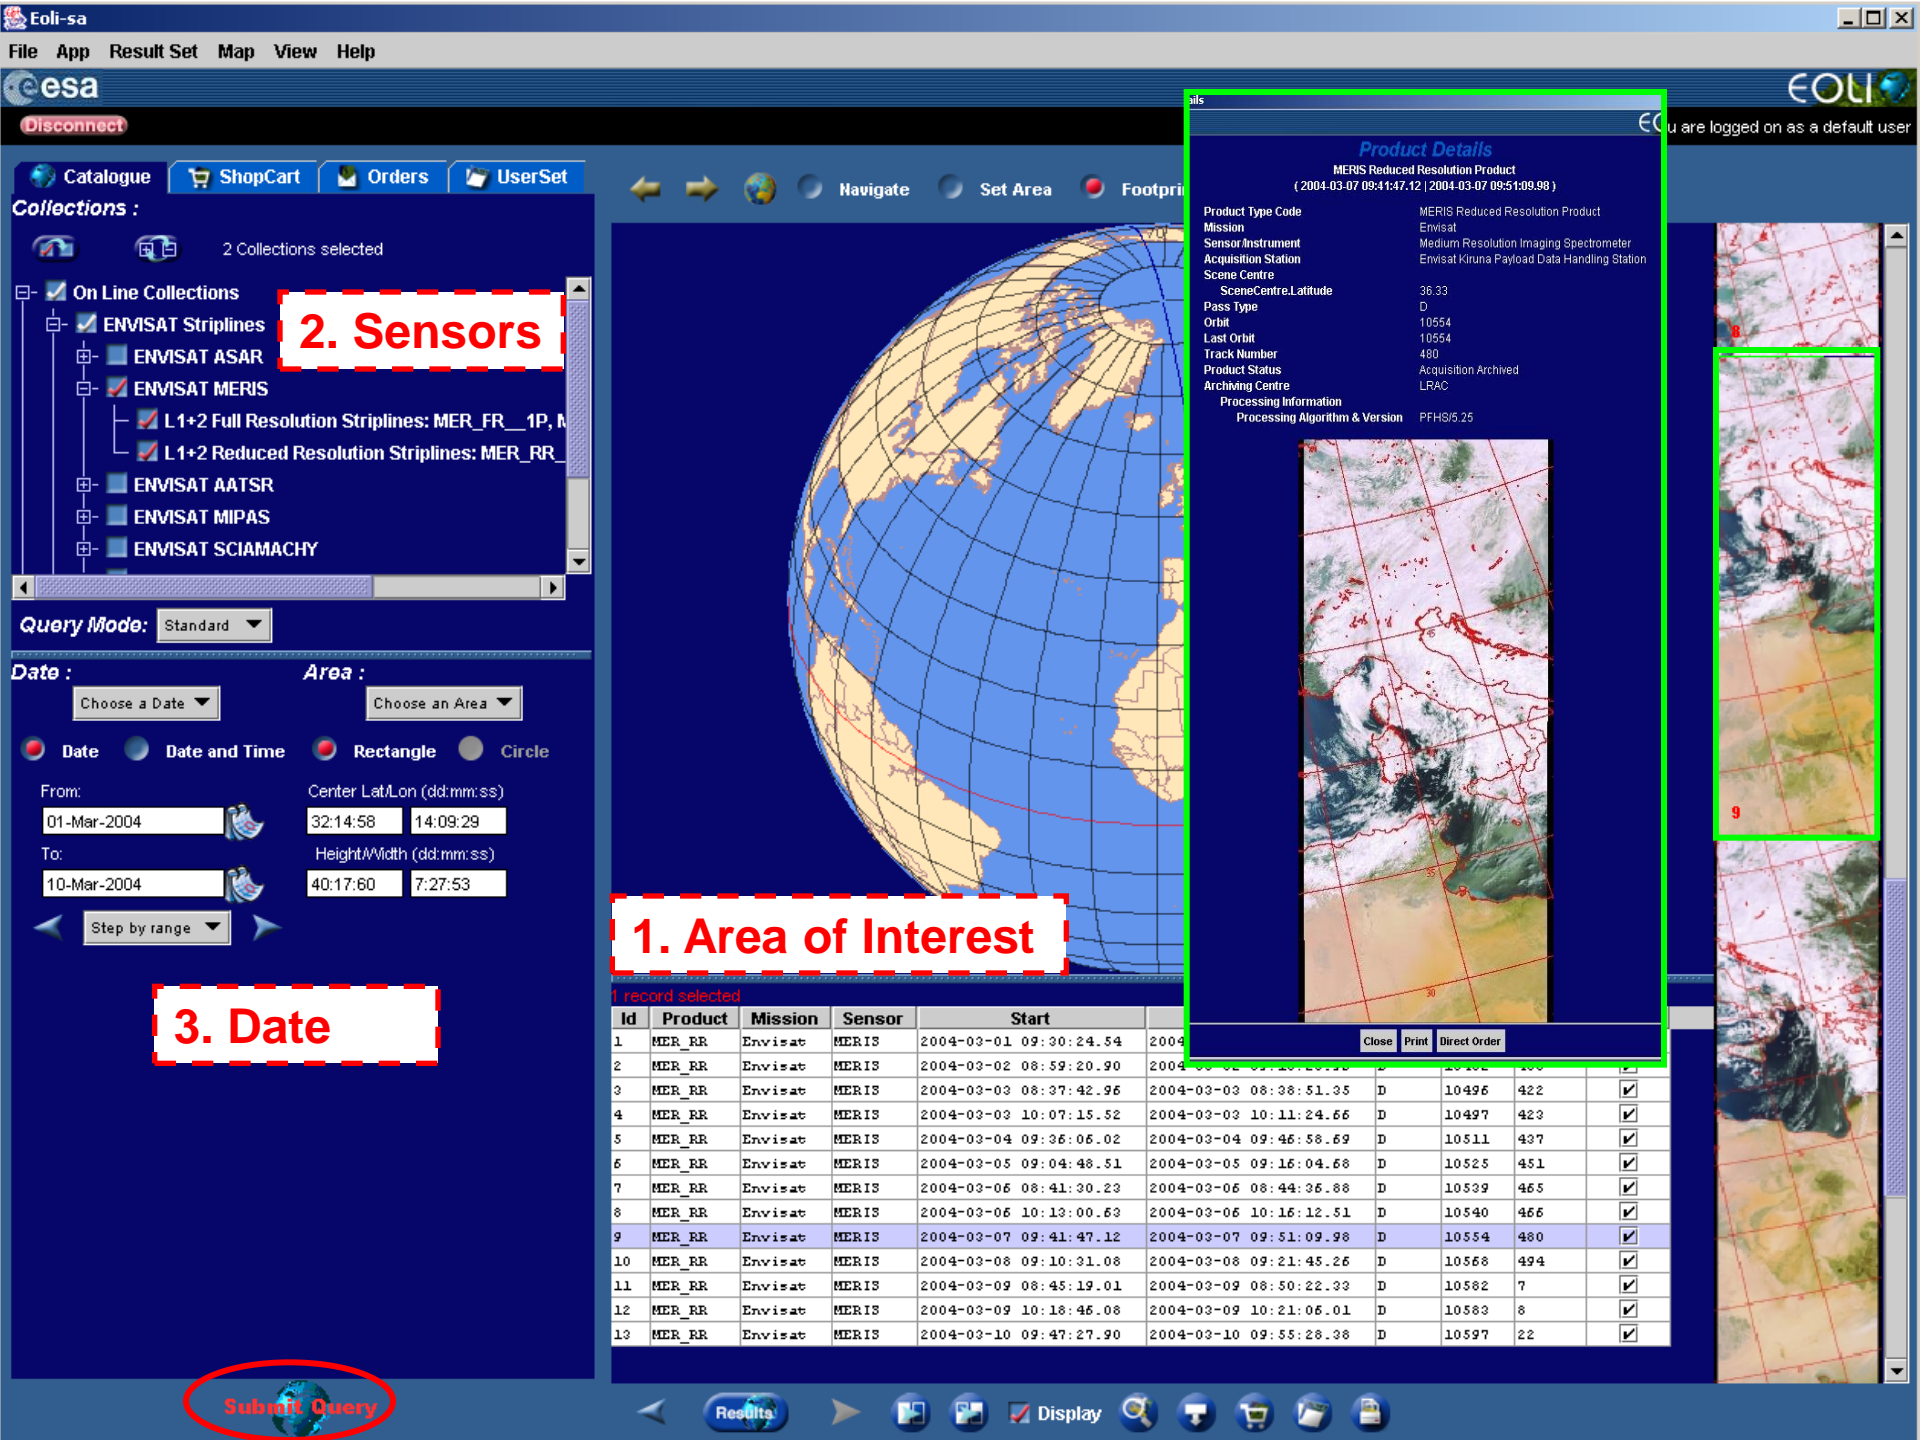 Eoli-sa
File App Result Set Map View Help
esa
EOLI
Disconnect
u are logged on as a default user
Catalogue ShopCart Orders UserSet
Navigate Set Area Footpri
Collections :
2 Collections selected
On Line Collections
ENVISAT Striplines
ENVISAT ASAR
ENVISAT MERIS
L1+2 Full Resolution Striplines: MER_FR__1P, M
L1+2 Reduced Resolution Striplines: MER_RR_
ENVISAT AATSR
ENVISAT MIPAS
ENVISAT SCIAMACHY
2. Sensors
Query Mode: Standard
Date : Area :
Choose a Date Choose an Area
Date Date and Time Rectangle Circle
From: Center Lat/Lon (dd:mm:ss)
01-Mar-2004 32:14:58 14:09:29
To: Height/Width (dd:mm:ss)
10-Mar-2004 40:17:60 7:27:53
Step by range
3. Date
Submit Query
1. Area of Interest
ails
EO
Product Details
MERIS Reduced Resolution Product
( 2004-03-07 09:41:47.12 | 2004-03-07 09:51:09.98 )
Product Type Code MERIS Reduced Resolution Product
Mission Envisat
Sensor/Instrument Medium Resolution Imaging Spectrometer
Acquisition Station Envisat Kiruna Payload Data Handling Station
Scene Centre
SceneCentre.Latitude 36.33
Pass Type D
Orbit 10554
Last Orbit 10554
Track Number 480
Product Status Acquisition Archived
Archiving Centre LRAC
Processing Information
Processing Algorithm & Version PFHS/5.25
50
45
35
30
Close Print Direct Order
8
9
1 record selected
Id Product Mission Sensor Start
1 MER_RR Envisat MERIS 2004-03-01 09:30:24.54 2004
2 MER_RR Envisat MERIS 2004-03-02 08:59:20.90
3 MER_RR Envisat MERIS 2004-03-03 08:37:42.96 2004-03-03 08:38:51.35 D 10496 422
4 MER_RR Envisat MERIS 2004-03-03 10:07:15.52 2004-03-03 10:11:24.66 D 10497 423
5 MER_RR Envisat MERIS 2004-03-04 09:36:06.02 2004-03-04 09:46:58.69 D 10511 437
6 MER_RR Envisat MERIS 2004-03-05 09:04:48.51 2004-03-05 09:16:04.68 D 10525 451
7 MER_RR Envisat MERIS 2004-03-06 08:41:30.23 2004-03-06 08:44:36.88 D 10539 465
8 MER_RR Envisat MERIS 2004-03-06 10:13:00.63 2004-03-06 10:16:12.51 D 10540 466
9 MER_RR Envisat MERIS 2004-03-07 09:41:47.12 2004-03-07 09:51:09.98 D 10554 480
10 MER_RR Envisat MERIS 2004-03-08 09:10:31.08 2004-03-08 09:21:45.26 D 10568 494
11 MER_RR Envisat MERIS 2004-03-09 08:45:19.01 2004-03-09 08:50:22.33 D 10582 7
12 MER_RR Envisat MERIS 2004-03-09 10:18:46.08 2004-03-09 10:21:06.01 D 10583 8
13 MER_RR Envisat MERIS 2004-03-10 09:47:27.90 2004-03-10 09:55:28.38 D 10597 22
Results Display